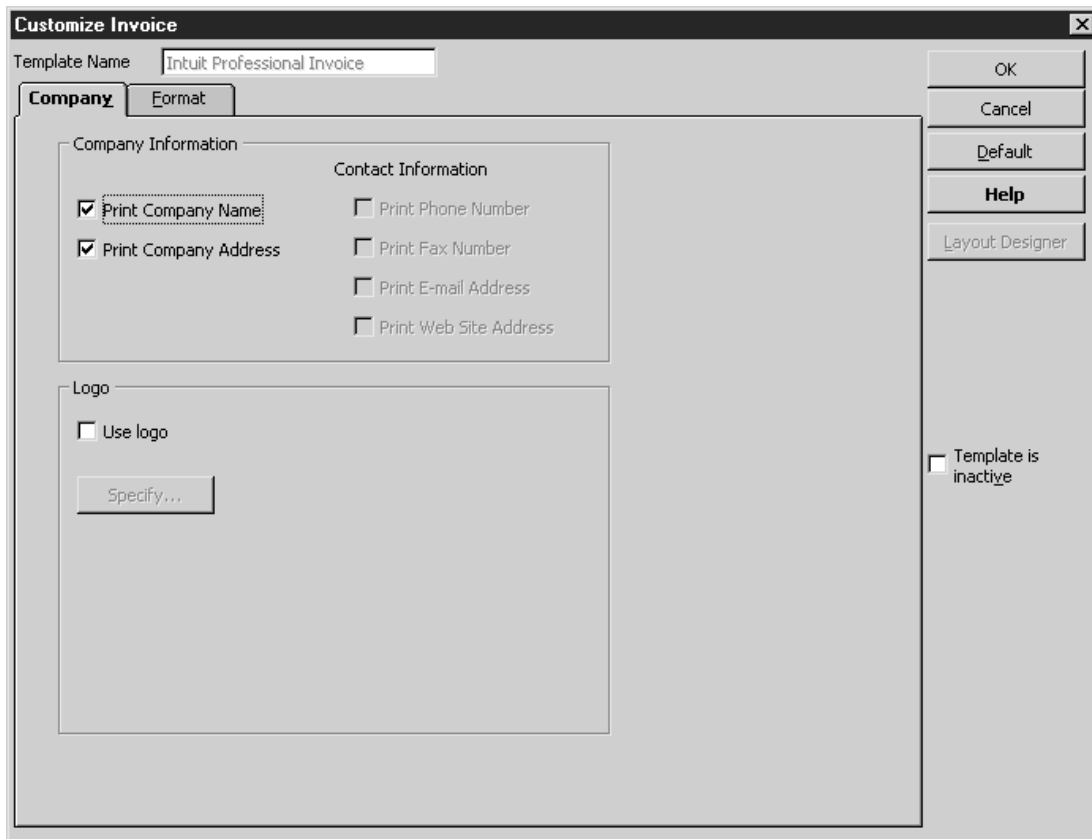 Customize Invoice
Template Name Intuit Professional Invoice
Company Format
Company Information
Contact Information
Print Company Name
Print Company Address
Print Phone Number
Print Fax Number
Print E-mail Address
Print Web Site Address
Logo
Use logo
Specify...
OK
Cancel
Default
Help
Layout Designer
Template is
inactive